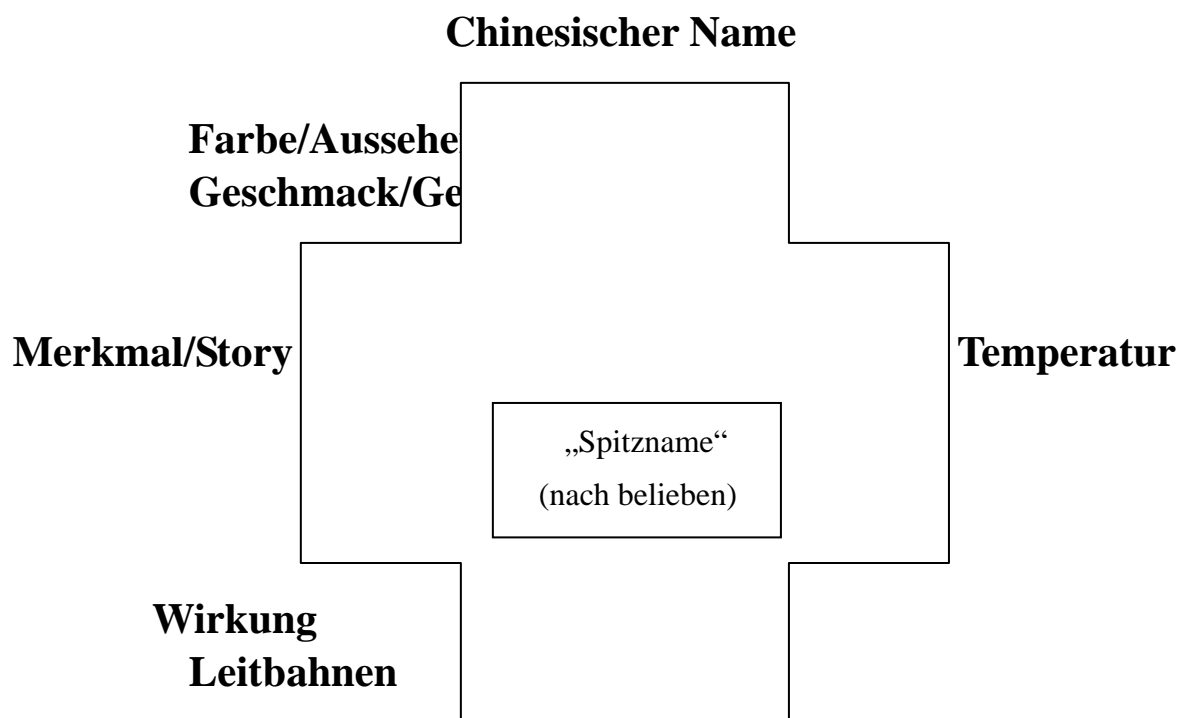 Chinesischer Name
Farbe/Aussehe
Geschmack/Ge
Merkmal/Story
Temperatur
„Spitzname“
(nach belieben)
Wirkung
Leitbahnen